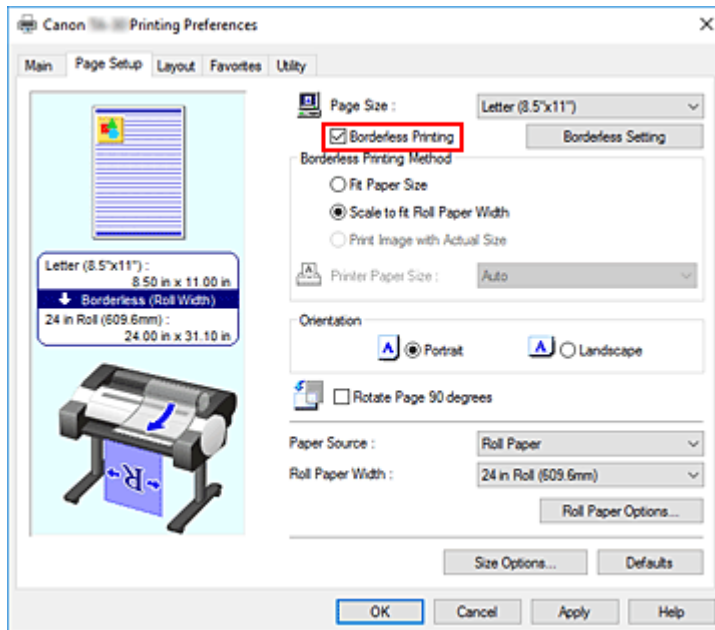 Canon Printing Preferences
Main Page Setup Layout Favorites Utility
Page Size : Letter (8.5"x11")
Borderless Printing Borderless Setting
Borderless Printing Method
Fit Paper Size
Scale to fit Roll Paper Width
Print Image with Actual Size
Printer Paper Size : Auto
Letter (8.5"x11") :
8.50 in x 11.00 in
Borderless (Roll Width)
24 in Roll (609.6mm) :
24.00 in x 31.10 in
R
Orientation
A Portrait A Landscape
Rotate Page 90 degrees
Paper Source : Roll Paper
Roll Paper Width : 24 in Roll (609.6mm)
Roll Paper Options...
Size Options... Defaults
OK Cancel Apply Help